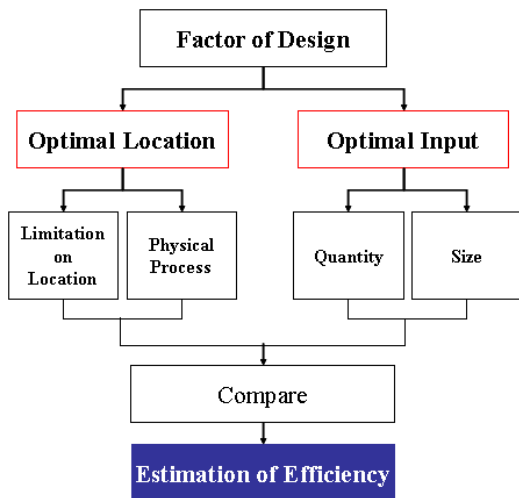 Factor of Design
Optimal Location
Optimal Input
Limitation
on
Location
Physical
Process
Quantity
Size
Compare
Estimation of Efficiency